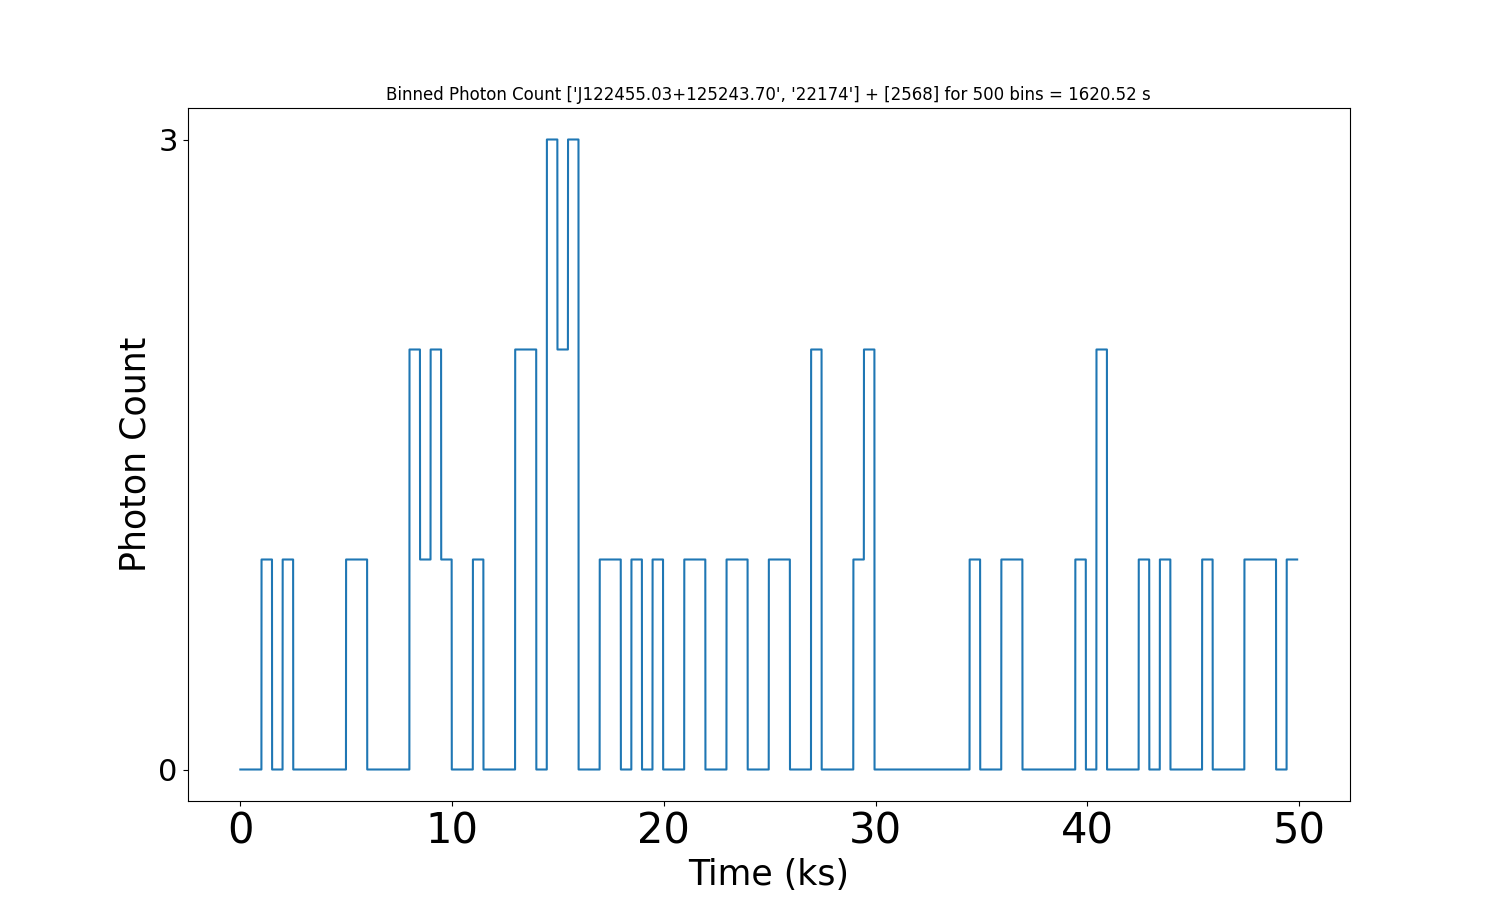 Binned Photon Count ['J122455.03+125243.70', '22174'] + [2568] for 500 bins = 1620.52 s
3
Photon Count
0
0 10 20 30 40 50
Time (ks)